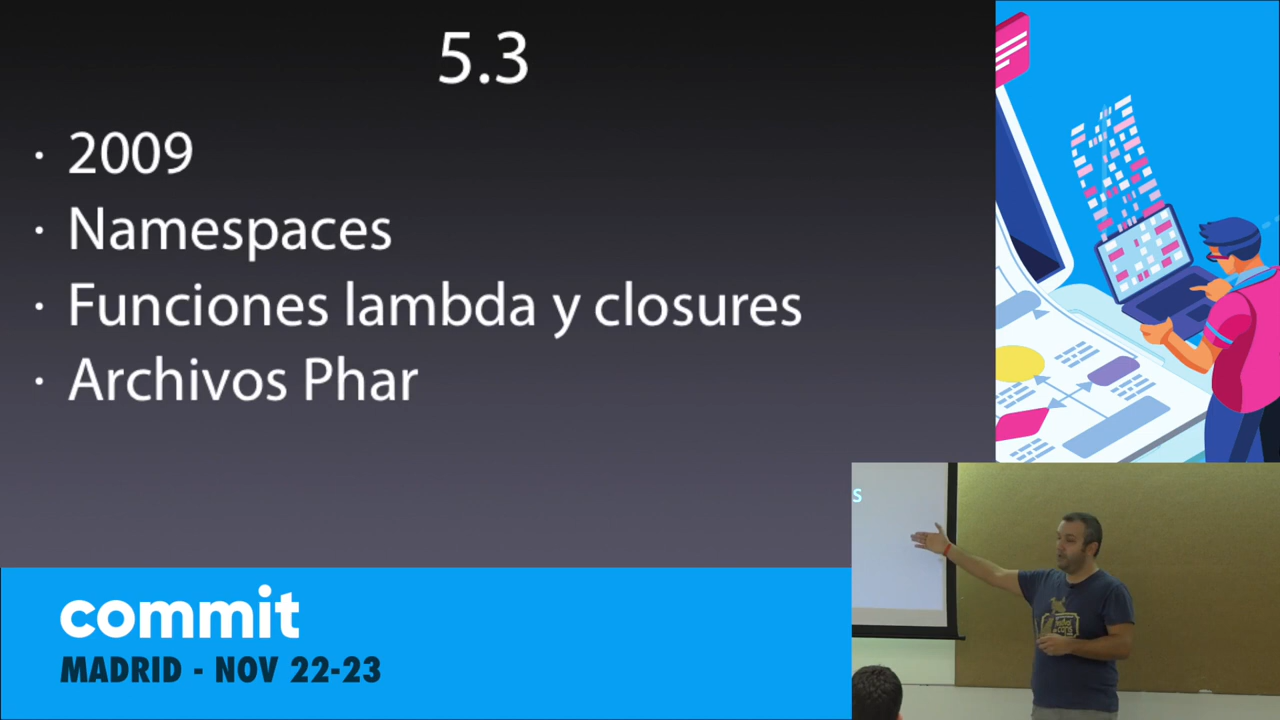 5.3
· 2009
· Namespaces
· Funciones lambda y closures
· Archivos Phar
s
commit
MADRID - NOV 22-23